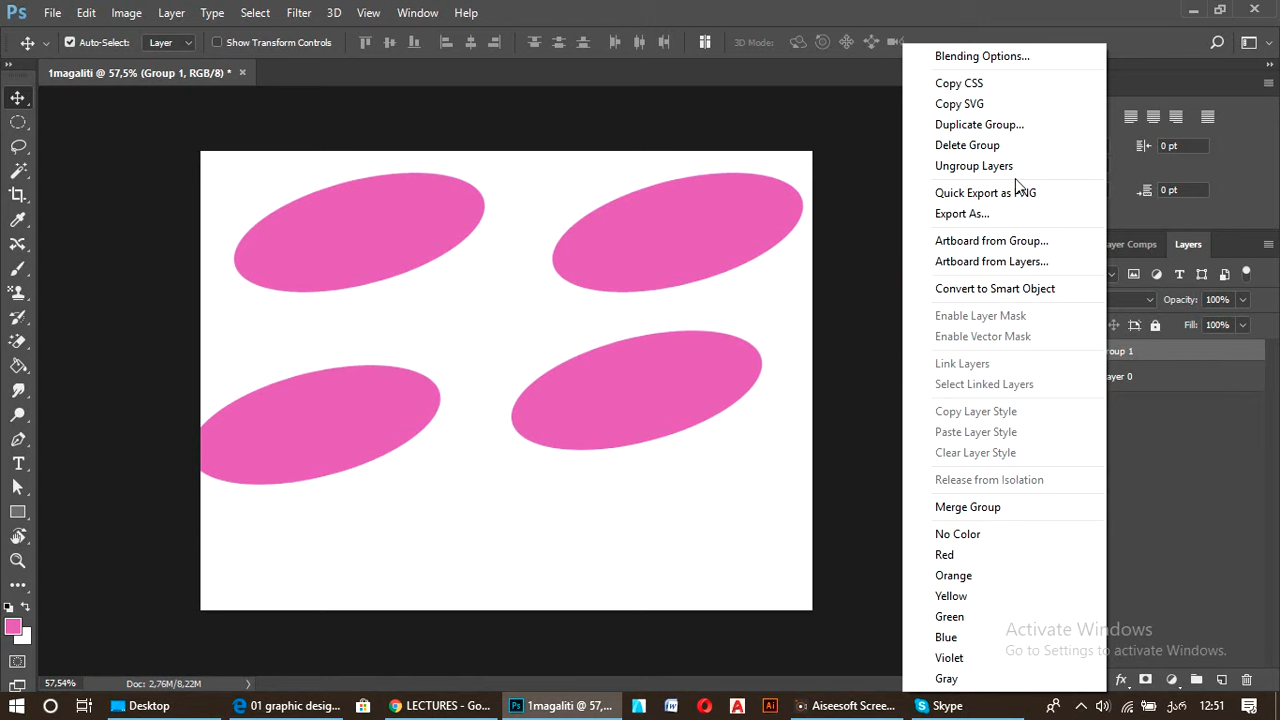 Ps File Edit Image Layer Type Select Filter 3D View Window Help
Auto-Select: Layer Show Transform Controls 3D Mode:
1magaliti @ 57,5% (Group 1, RGB/8) *
Blending Options...
Copy CSS
Copy SVG
Duplicate Group...
Delete Group
Ungroup Layers
Quick Export as PNG
Export As...
Artboard from Group...
Artboard from Layers...
Convert to Smart Object
Enable Layer Mask
Enable Vector Mask
Link Layers
Select Linked Layers
Copy Layer Style
Paste Layer Style
Clear Layer Style
Release from Isolation
Merge Group
No Color
Red
Orange
Yellow
Green
Blue
Violet
Gray
0 pt
0 pt
yer Comps Layers
Opacity: 100%
Fill: 100%
oup 1
ayer 0
Activate Windows
Go to Settings to activate Windows.
57,54% Doc: 2,76M/8,22M
Desktop 01 graphic desig... LECTURES - Go... Ps 1magaliti @ 57,... Ai Aiseesoft Scree... Skype 12:51